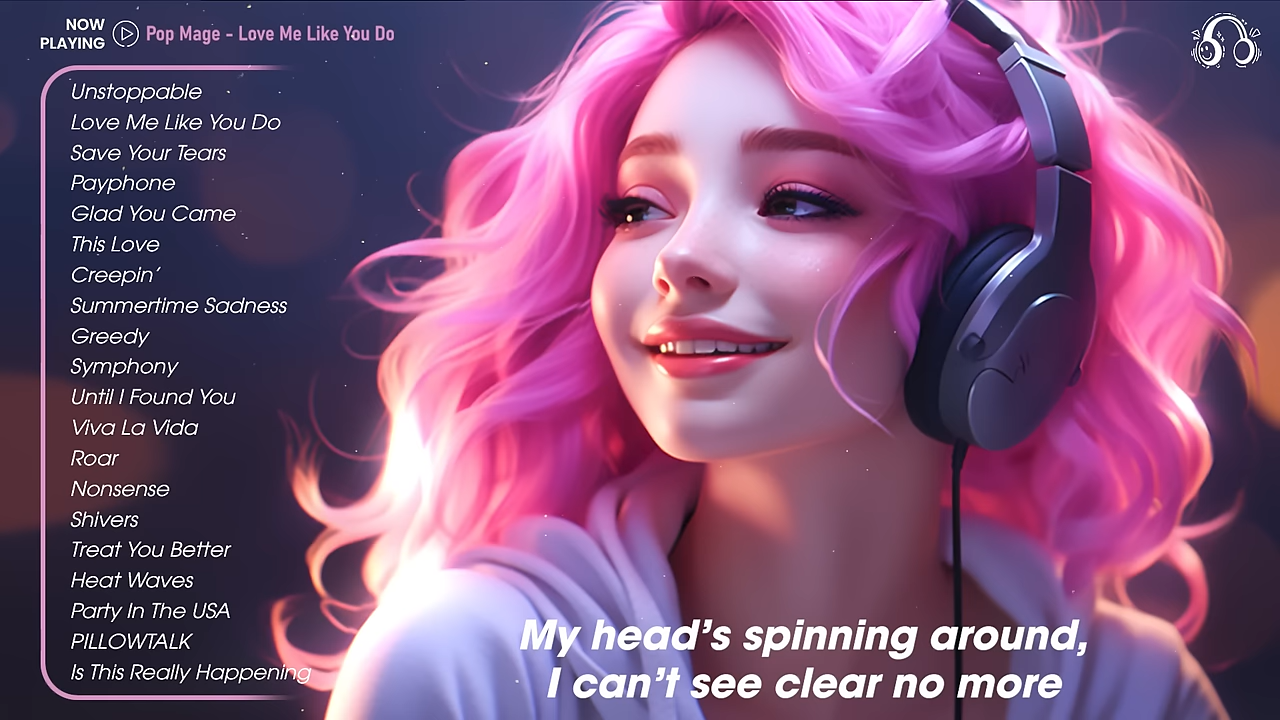 NOW
PLAYING
Pop Mage - Love Me Like You Do
Unstoppable
Love Me Like You Do
Save Your Tears
Payphone
Glad You Came
This Love
Creepin’
Summertime Sadness
Greedy
Symphony
Until I Found You
Viva La Vida
Roar
Nonsense
Shivers
Treat You Better
Heat Waves
Party In The USA
PILLOWTALK
Is This Really Happening
My head’s spinning around,
I can’t see clear no more